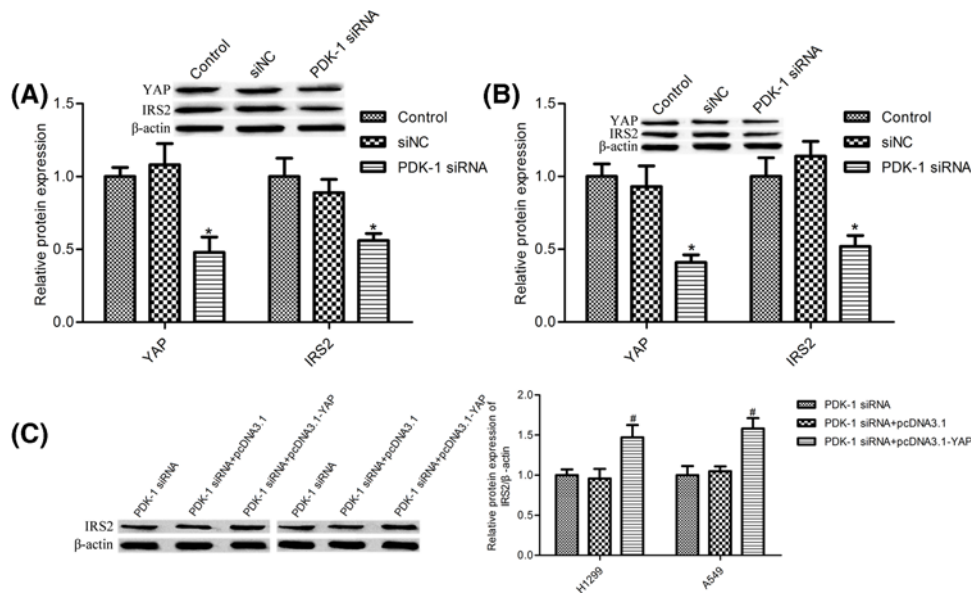 (A)
Control
siNC
PDK-1 siRNA
YAP
IRS2
β-actin
Relative protein expression
1.5
1.0
0.5
0.0
*
*
YAP
IRS2
Control
siNC
PDK-1 siRNA
(B)
Control
siNC
PDK-1 siRNA
YAP
IRS2
β-actin
Relative protein expression
1.5
1.0
0.5
0.0
*
*
YAP
IRS2
Control
siNC
PDK-1 siRNA
(C)
PDK-1 siRNA
PDK-1 siRNA+pcDNA3.1
PDK-1 siRNA+pcDNA3.1-YAP
PDK-1 siRNA
PDK-1 siRNA+pcDNA3.1
PDK-1 siRNA+pcDNA3.1-YAP
IRS2
β-actin
Relative protein expression of
IRS2/β-actin
2.0
1.5
1.0
0.5
0.0
#
#
H1299
A549
PDK-1 siRNA
PDK-1 siRNA+pcDNA3.1
PDK-1 siRNA+pcDNA3.1-YAP